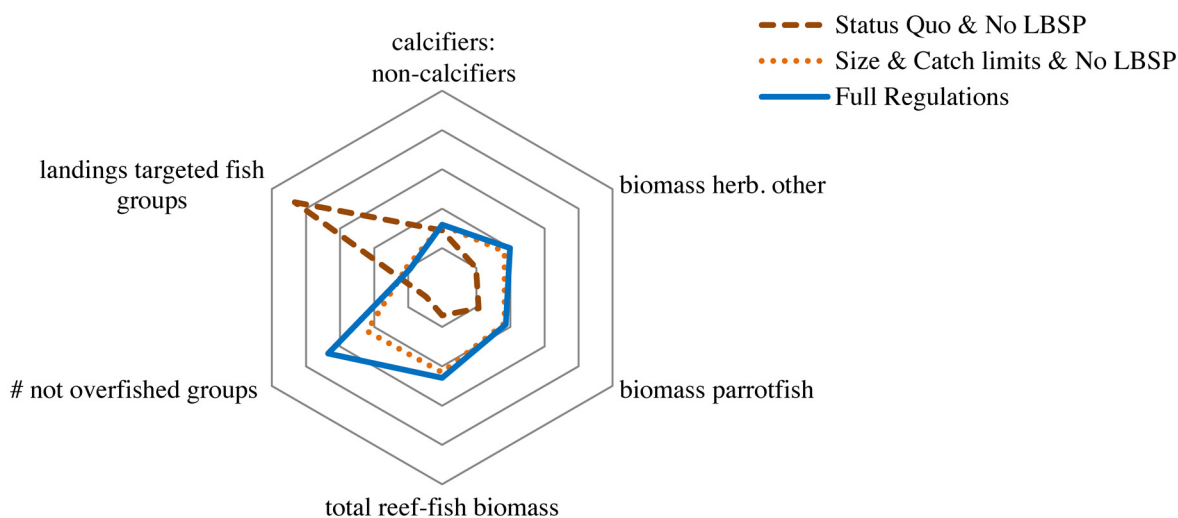 Status Quo & No LBSP
Size & Catch limits & No LBSP
Full Regulations
calcifiers:
non-calcifiers
landings targeted fish
groups
biomass herb. other
# not overfished groups
biomass parrotfish
total reef-fish biomass